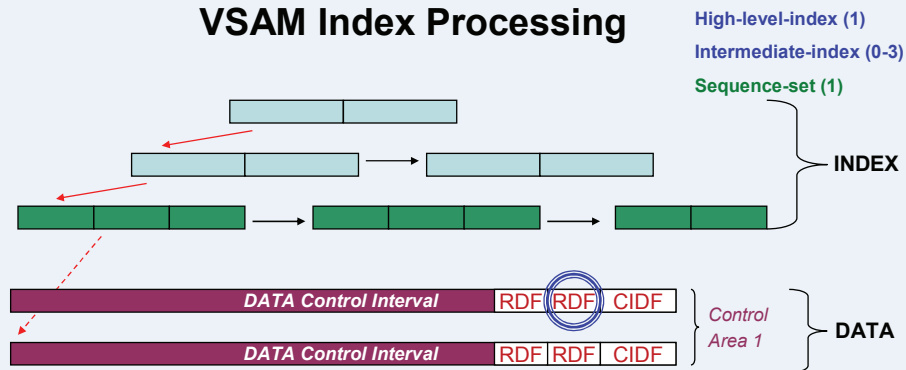 VSAM Index Processing
High-level-index (1)
Intermediate-index (0-3)
Sequence-set (1)
INDEX
DATA Control Interval RDF RDF CIDF
DATA Control Interval RDF RDF CIDF
Control
Area 1
DATA